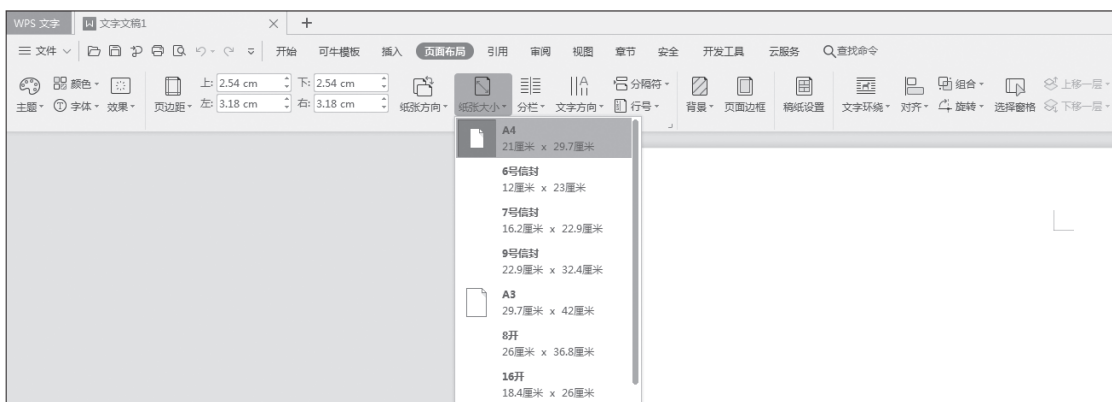 WPS 文字 文字文稿1 × +
三 文件 开始 可牛模板 插入 页面布局 引用 审阅 视图 章节 安全 开发工具 云服务 查找命令
颜色 上: 2.54 cm 下: 2.54 cm 分隔符 组合 上移一层
主题 字体 效果 页边距 左: 3.18 cm 右: 3.18 cm 纸张方向 纸张大小 分栏 文字方向 行号 背景 页面边框 稿纸设置 文字环绕 对齐 旋转 选择窗格 下移一层
A4
21厘米 x 29.7厘米
6号信封
12厘米 x 23厘米
7号信封
16.2厘米 x 22.9厘米
9号信封
22.9厘米 x 32.4厘米
A3
29.7厘米 x 42厘米
8开
26厘米 x 36.8厘米
16开
18.4厘米 x 26厘米